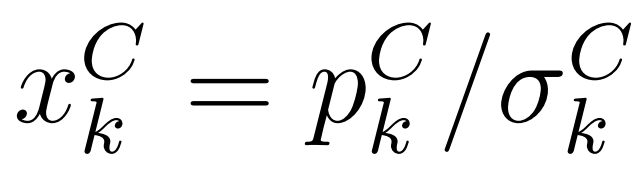 x_k^C = p_k^C / σ_k^C